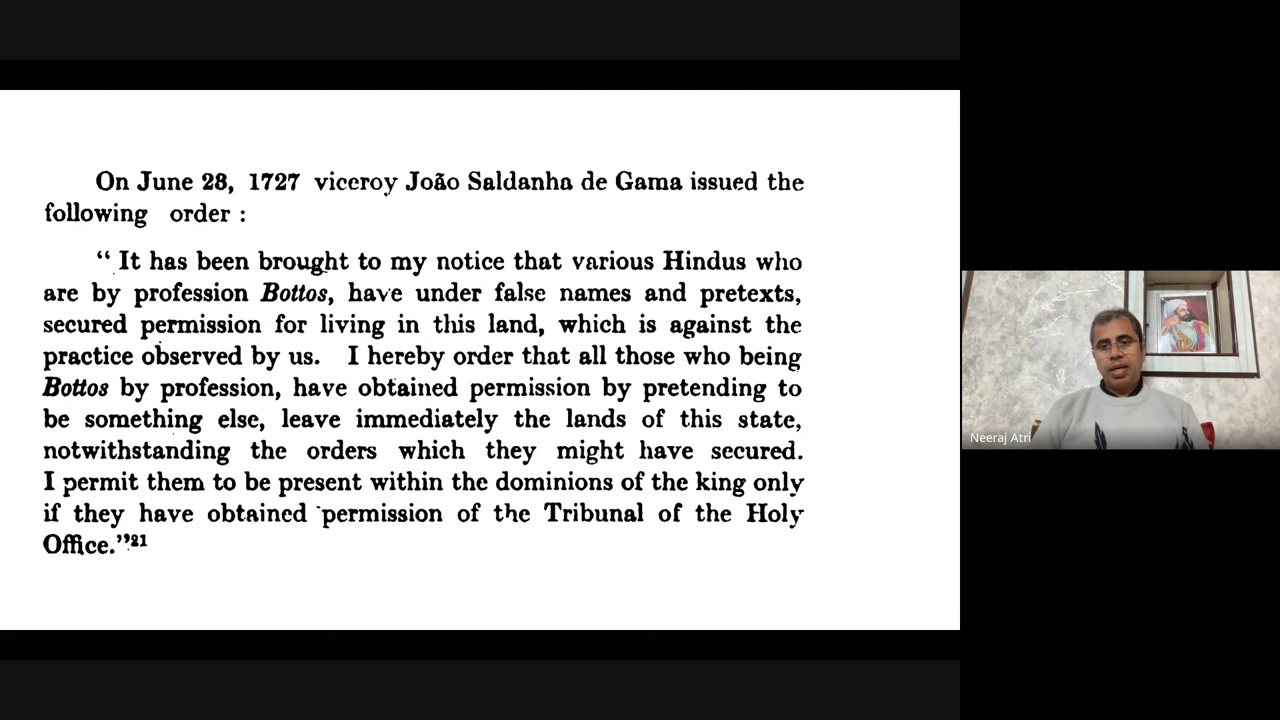 On June 28, 1727 viceroy João Saldanha de Gama issued the
following order :
“ It has been brought to my notice that various Hindus who
are by profession Bottos, have under false names and pretexts,
secured permission for living in this land, which is against the
practice observed by us. I hereby order that all those who being
Bottos by profession, have obtained permission by pretending to
be something else, leave immediately the lands of this state,
notwithstanding the orders which they might have secured.
I permit them to be present within the dominions of the king only
if they have obtained permission of the Tribunal of the Holy
Office.”21
Neeraj Atri